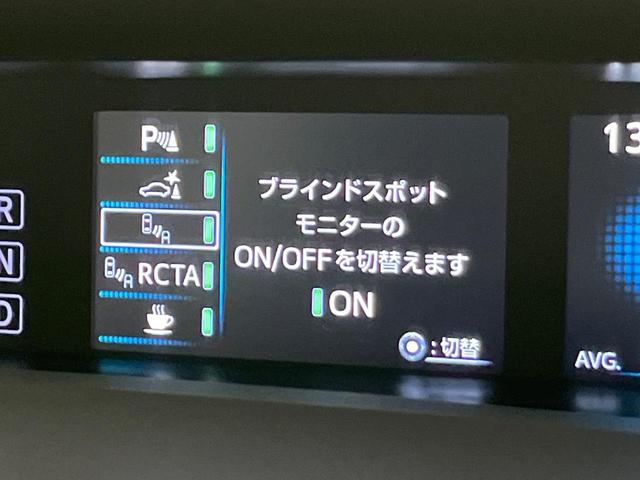 P
ブラインドスポット
モニターの
ON/OFFを切替えます
ON
RCTA
:切替
R
N
D
13
AVG.